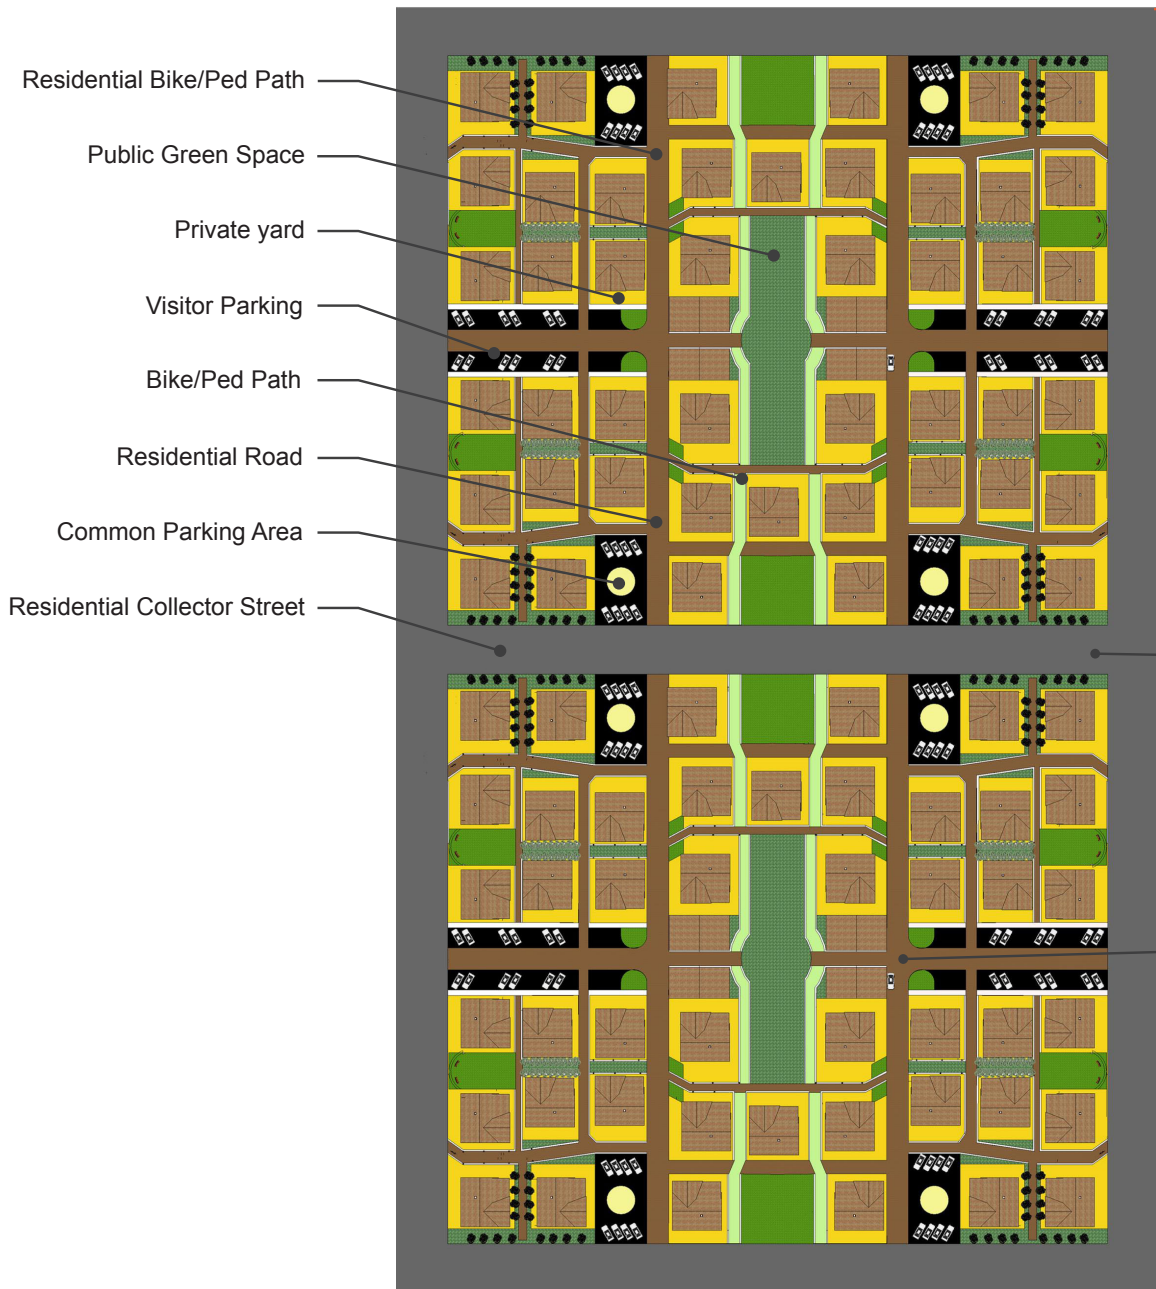 Residential Bike/Ped Path
Public Green Space
Private yard
Visitor Parking
Bike/Ped Path
Residential Road
Common Parking Area
Residential Collector Street